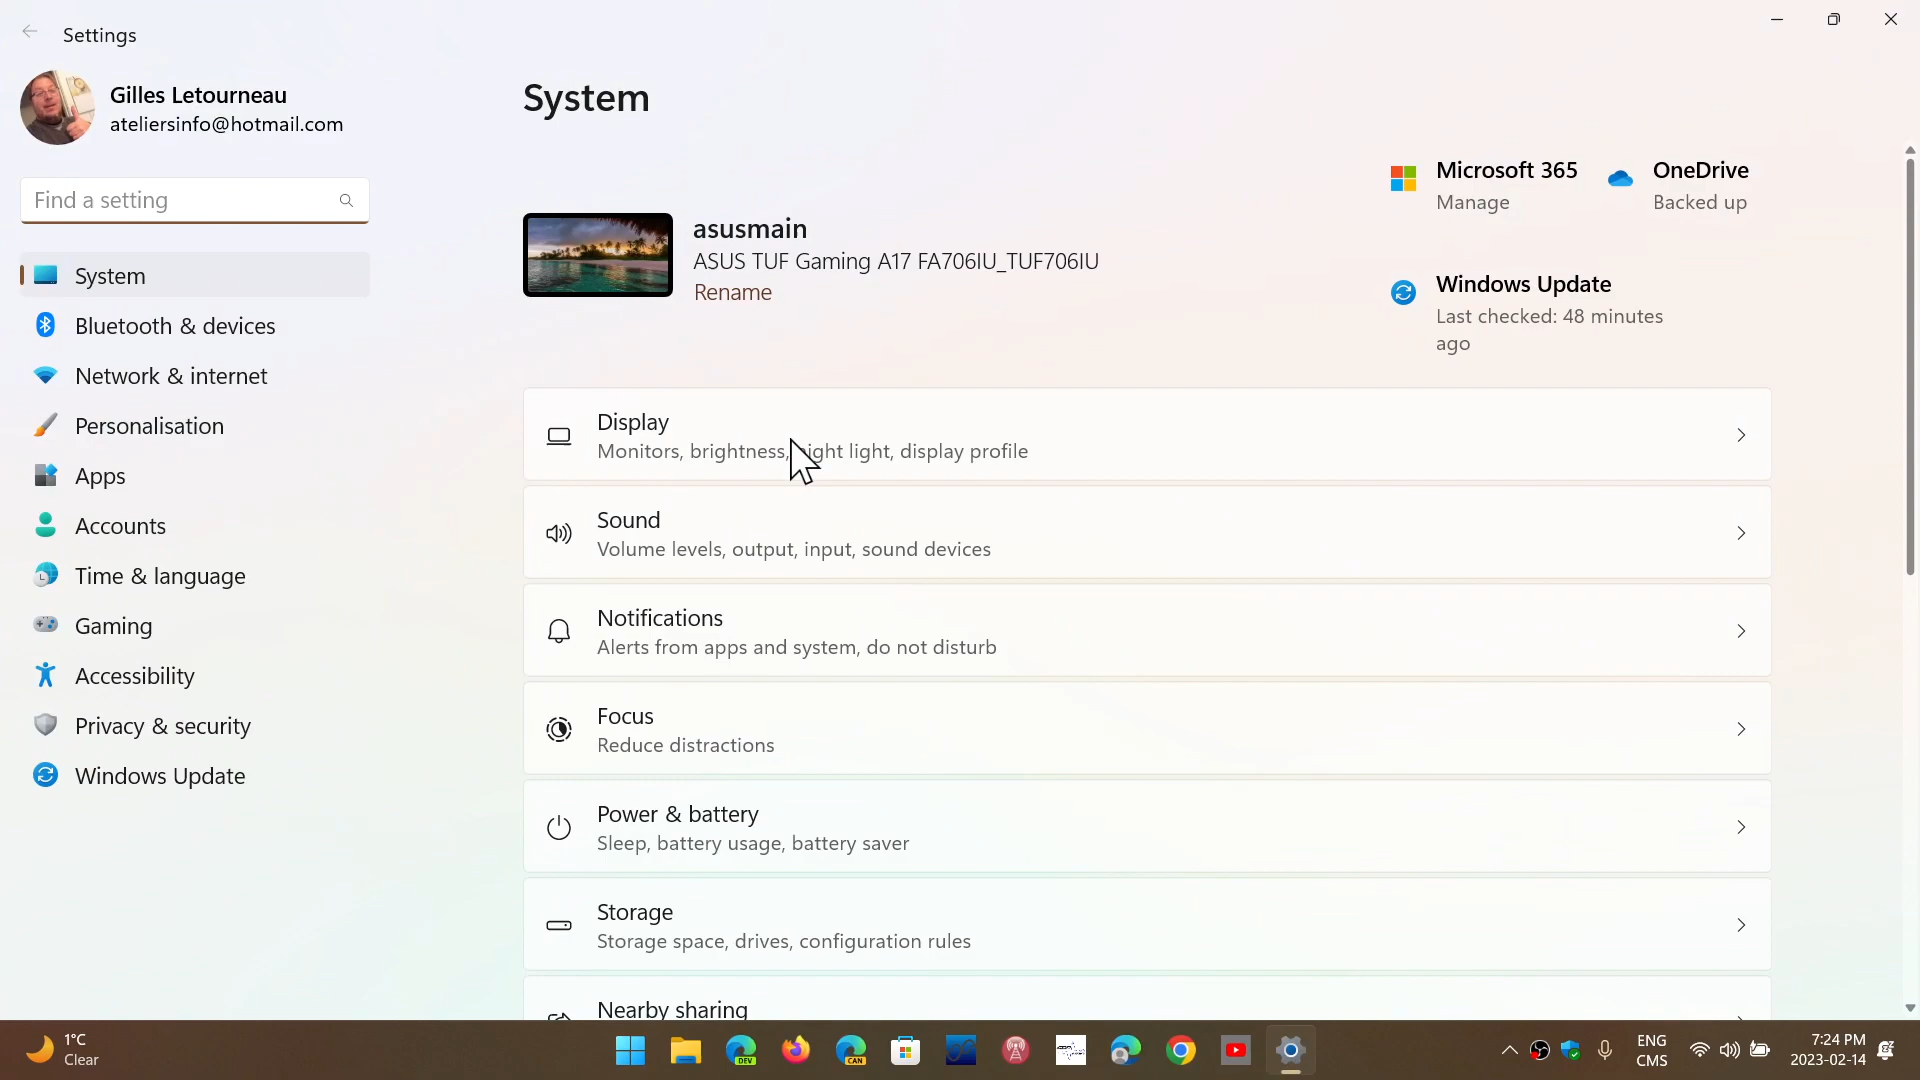 Settings
Gilles Letourneau
ateliersinfo@hotmail.com
Find a setting
System
Bluetooth & devices
Network & internet
Personalisation
Apps
Accounts
Time & language
Gaming
Accessibility
Privacy & security
Windows Update
System
asusmain
ASUS TUF Gaming A17 FA706IU_TUF706IU
Rename
Microsoft 365
Manage
OneDrive
Backed up
Windows Update
Last checked: 48 minutes
ago
Display
Monitors, brightness, night light, display profile
Sound
Volume levels, output, input, sound devices
Notifications
Alerts from apps and system, do not disturb
Focus
Reduce distractions
Power & battery
Sleep, battery usage, battery saver
Storage
Storage space, drives, configuration rules
Nearby sharing
1°C
Clear
DEV
CAN
ENG
CMS
7:24 PM
2023-02-14